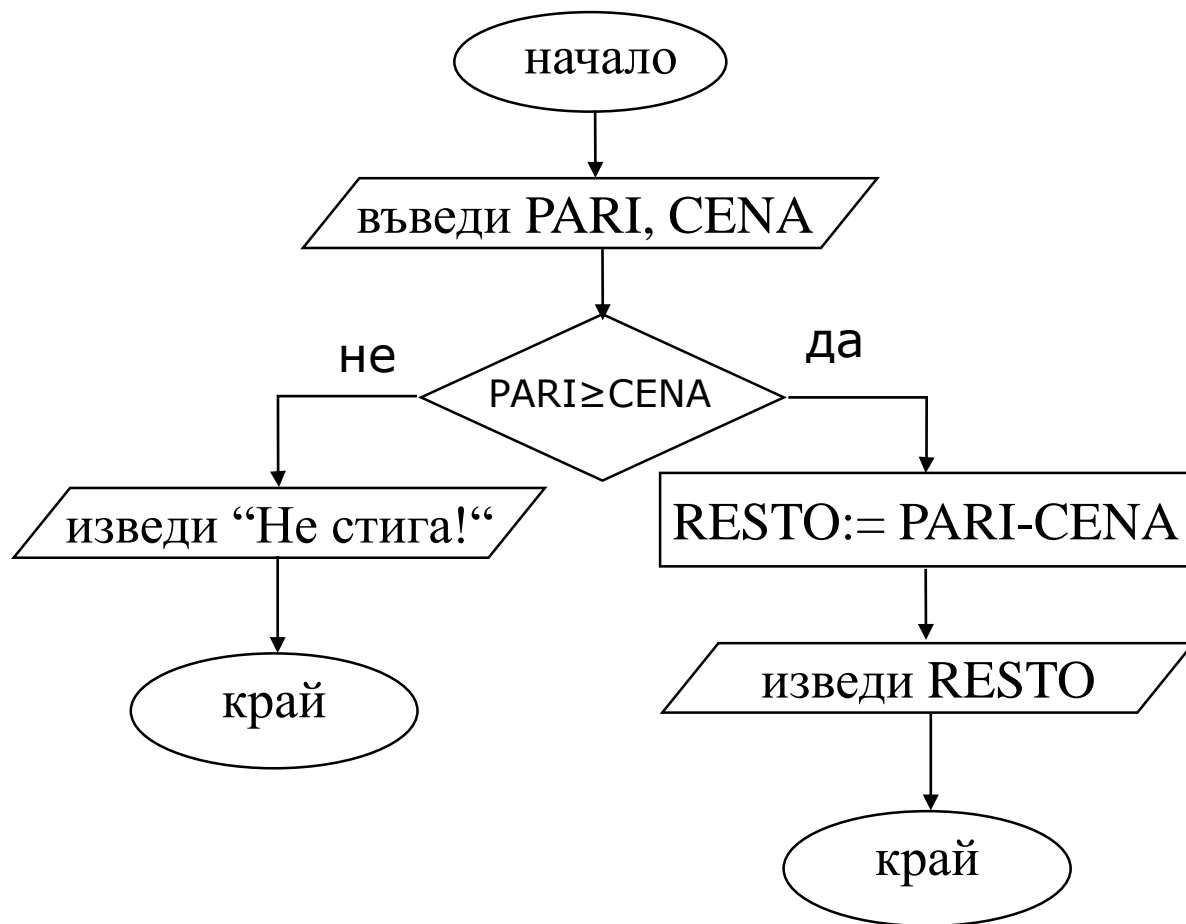 начало
въведи PARI, CENA
не
да
PARI≥CENA
изведи “Не стига!“
RESTO:= PARI-CENA
изведи RESTO
край
край